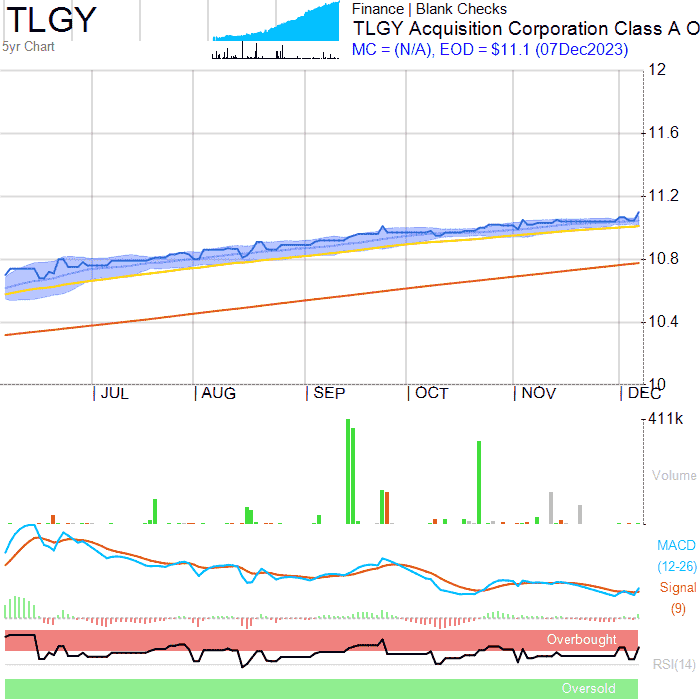 TLGY
5yr Chart
Finance | Blank Checks
TLGY Acquisition Corporation Class A O
MC = (N/A), EOD = $11.1 (07Dec2023)
12
11.6
11.2
10.8
10.4
10
JUL
AUG
SEP
OCT
NOV
DEC
411k
Volume
MACD
(12-26)
Signal
(9)
Overbought
RSI(14)
Oversold